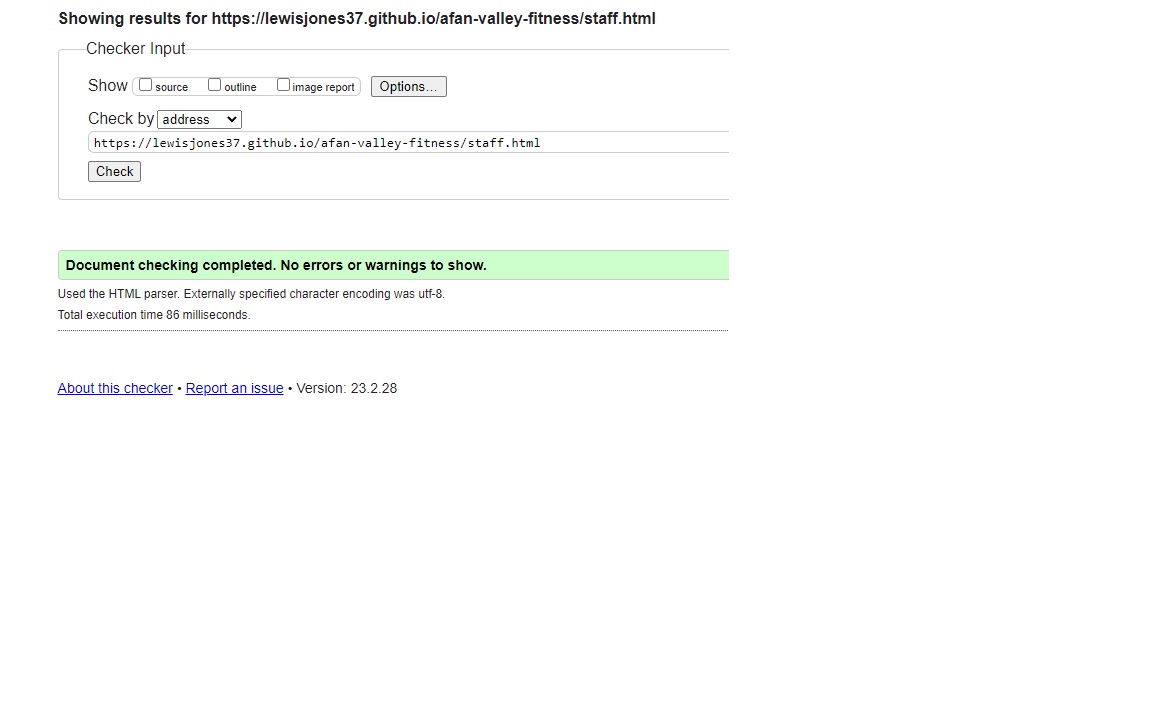 Showing results for https://lewisjones37.github.io/afan-valley-fitness/staff.html
Checker Input
Show source outline image report Options...
Check by address
https://lewisjones37.github.io/afan-valley-fitness/staff.html
Check
Document checking completed. No errors or warnings to show.
Used the HTML parser. Externally specified character encoding was utf-8.
Total execution time 86 milliseconds.
About this checker • Report an issue • Version: 23.2.28